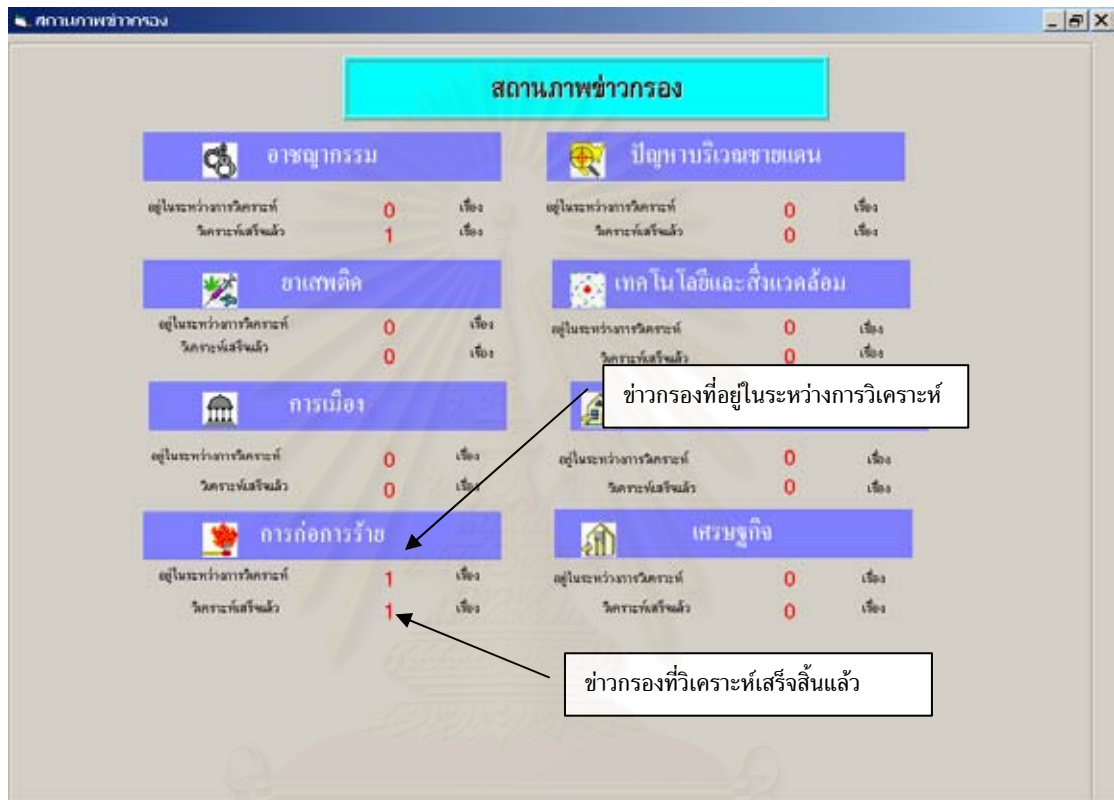 สถานภาพข่าวกรอง
สถานภาพข่าวกรอง
อาชญากรรม
อยู่ในระหว่างการวิเคราะห์ 0 เรื่อง
วิเคราะห์เสร็จแล้ว 1 เรื่อง
ปัญหาบริเวณชายแดน
อยู่ในระหว่างการวิเคราะห์ 0 เรื่อง
วิเคราะห์เสร็จแล้ว 0 เรื่อง
ยาเสพติด
อยู่ในระหว่างการวิเคราะห์ 0 เรื่อง
วิเคราะห์เสร็จแล้ว 0 เรื่อง
เทคโนโลยีและสิ่งแวดล้อม
อยู่ในระหว่างการวิเคราะห์ 0 เรื่อง
วิเคราะห์เสร็จแล้ว 0 เรื่อง
ข่าวกรองที่อยู่ในระหว่างการวิเคราะห์
การเมือง
อยู่ในระหว่างการวิเคราะห์ 0 เรื่อง
วิเคราะห์เสร็จแล้ว 0 เรื่อง
อยู่ในระหว่างการวิเคราะห์ 0 เรื่อง
วิเคราะห์เสร็จแล้ว 0 เรื่อง
การก่อการร้าย
อยู่ในระหว่างการวิเคราะห์ 1 เรื่อง
วิเคราะห์เสร็จแล้ว 1 เรื่อง
เศรษฐกิจ
อยู่ในระหว่างการวิเคราะห์ 0 เรื่อง
วิเคราะห์เสร็จแล้ว 0 เรื่อง
ข่าวกรองที่วิเคราะห์เสร็จสิ้นแล้ว